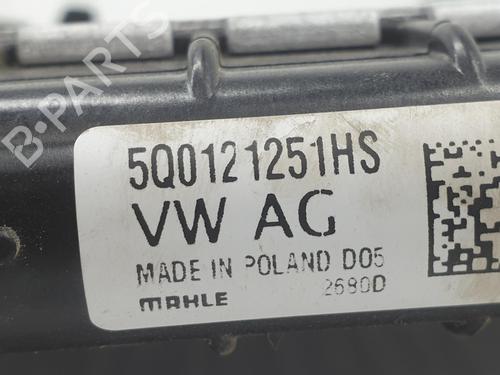 B-PARTS
5Q0121251HS
VW AG
MADE IN POLAND D05
MAHLE 2680D